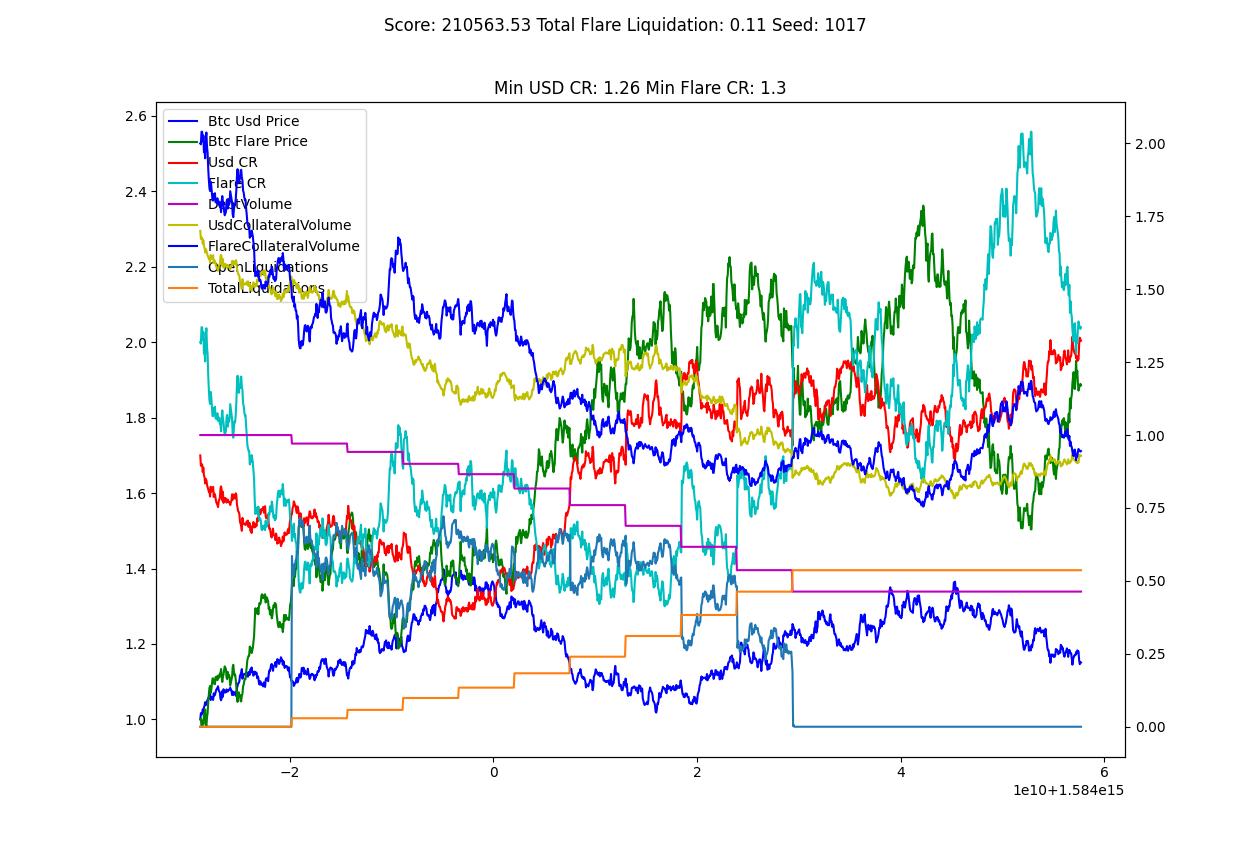 Score: 210563.53 Total Flare Liquidation: 0.11 Seed: 1017
Min USD CR: 1.26 Min Flare CR: 1.3
Btc Usd Price
Btc Flare Price
Usd CR
Flare CR
DebtVolume
UsdCollateralVolume
FlareCollateralVolume
OpenLiquidations
TotalLiquidations
2.6
2.4
2.2
2.0
1.8
1.6
1.4
1.2
1.0
2.00
1.75
1.50
1.25
1.00
0.75
0.50
0.25
0.00
−2
0
2
4
6
1e10+1.584e15